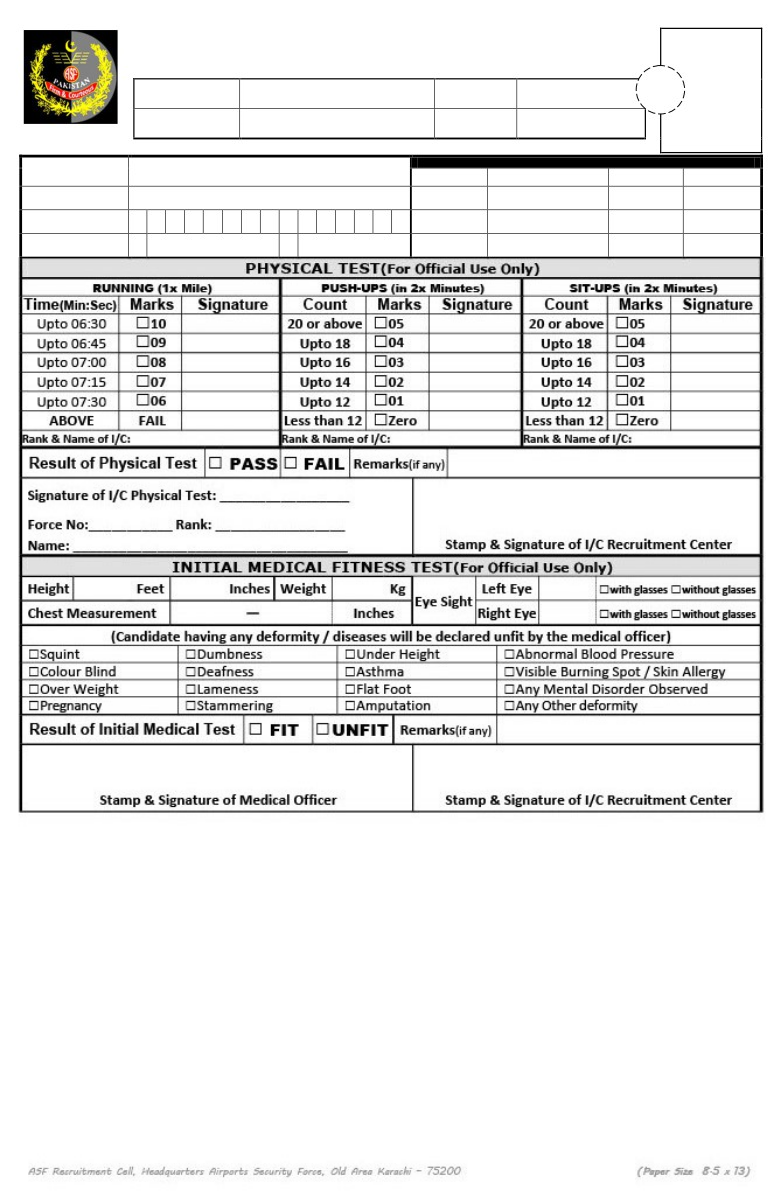 ASF
PAKISTAN
PHYSICAL TEST(For Official Use Only)
RUNNING (1x Mile) PUSH-UPS (in 2x Minutes) SIT-UPS (in 2x Minutes)
Time(Min:Sec) Marks Signature Count Marks Signature Count Marks Signature
Upto 06:30 ☐10 20 or above ☐05 20 or above ☐05
Upto 06:45 ☐09 Upto 18 ☐04 Upto 18 ☐04
Upto 07:00 ☐08 Upto 16 ☐03 Upto 16 ☐03
Upto 07:15 ☐07 Upto 14 ☐02 Upto 14 ☐02
Upto 07:30 ☐06 Upto 12 ☐01 Upto 12 ☐01
ABOVE FAIL Less than 12 ☐Zero Less than 12 ☐Zero
Rank & Name of I/C: Rank & Name of I/C: Rank & Name of I/C:
Result of Physical Test ☐ PASS ☐ FAIL Remarks(if any)
Signature of I/C Physical Test: __________________
Force No:____________ Rank: __________________
Name: ______________________________________ Stamp & Signature of I/C Recruitment Center
INITIAL MEDICAL FITNESS TEST(For Official Use Only)
Height Feet Inches Weight Kg Eye Sight Left Eye ☐with glasses ☐without glasses
Chest Measurement — Inches Right Eye ☐with glasses ☐without glasses
(Candidate having any deformity / diseases will be declared unfit by the medical officer)
☐Squint ☐Dumbness ☐Under Height ☐Abnormal Blood Pressure
☐Colour Blind ☐Deafness ☐Asthma ☐Visible Burning Spot / Skin Allergy
☐Over Weight ☐Lameness ☐Flat Foot ☐Any Mental Disorder Observed
☐Pregnancy ☐Stammering ☐Amputation ☐Any Other deformity
Result of Initial Medical Test ☐ FIT ☐UNFIT Remarks(if any)
Stamp & Signature of Medical Officer Stamp & Signature of I/C Recruitment Center
ASF Recruitment Cell, Headquarters Airports Security Force, Old Area Karachi – 75200 (Paper Size 8.5 x 13)